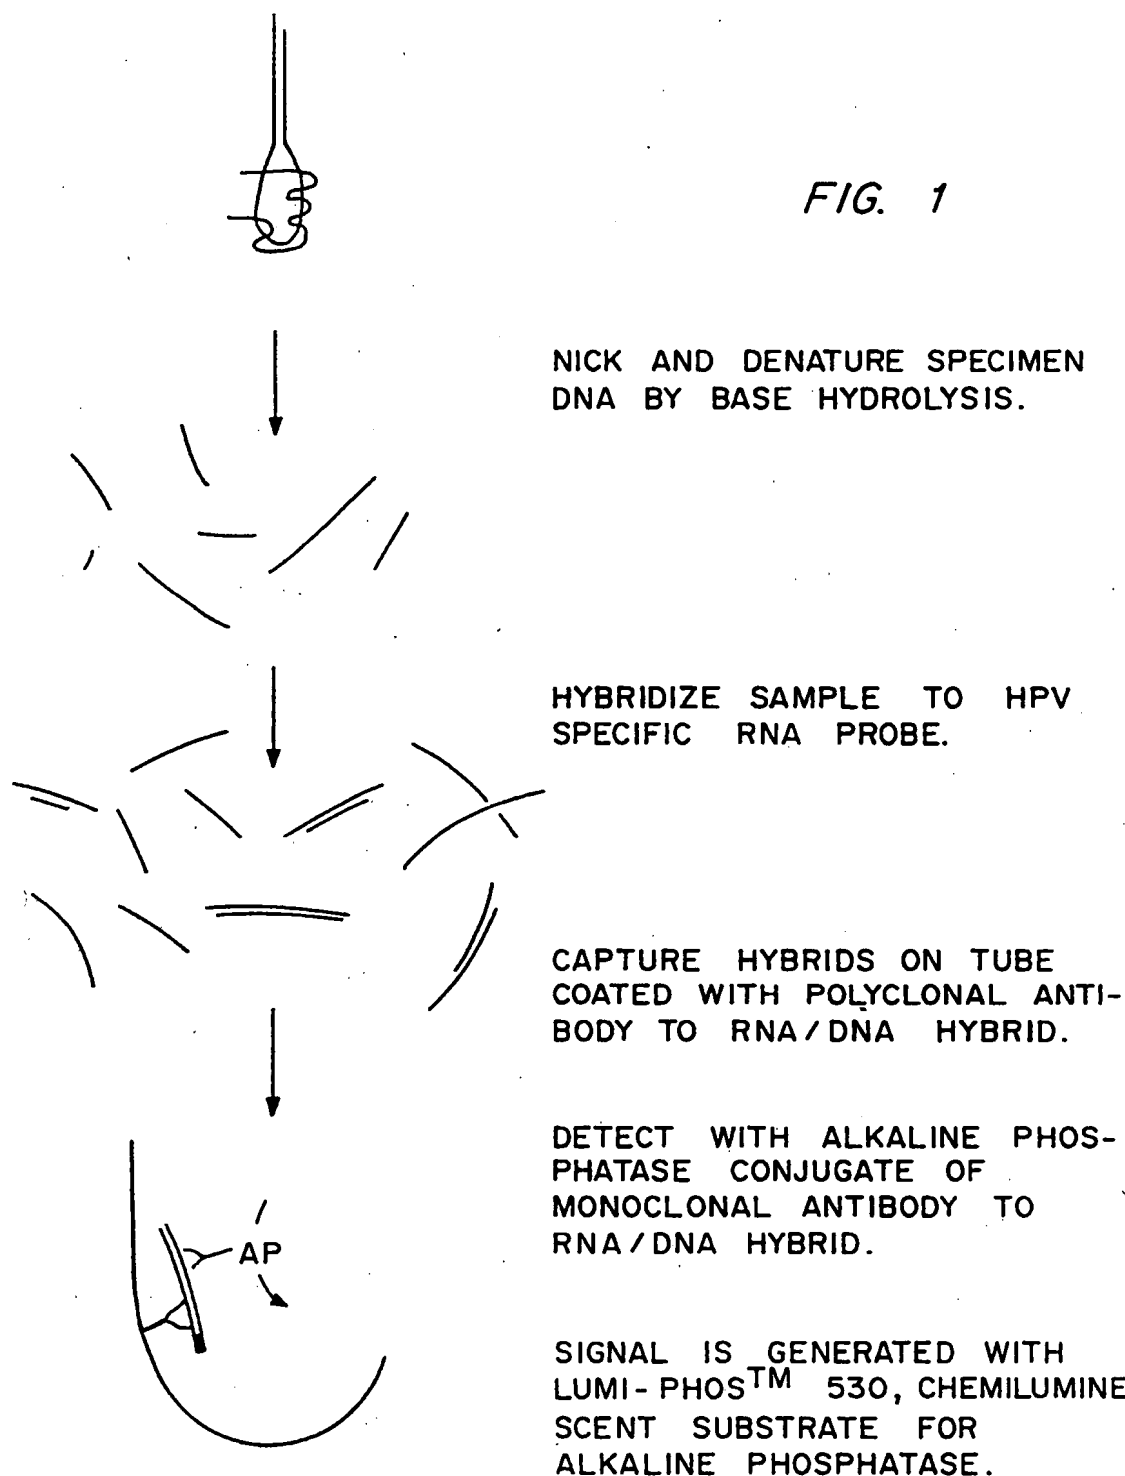 FIG. 1
NICK AND DENATURE SPECIMEN
DNA BY BASE HYDROLYSIS.
HYBRIDIZE SAMPLE TO HPV
SPECIFIC RNA PROBE.
CAPTURE HYBRIDS ON TUBE
COATED WITH POLYCLONAL ANTI-
BODY TO RNA/DNA HYBRID.
DETECT WITH ALKALINE PHOS-
PHATASE CONJUGATE OF
MONOCLONAL ANTIBODY TO
RNA/DNA HYBRID.
AP
SIGNAL IS GENERATED WITH
LUMI-PHOS™ 530, CHEMILUMINE
SCENT SUBSTRATE FOR
ALKALINE PHOSPHATASE.